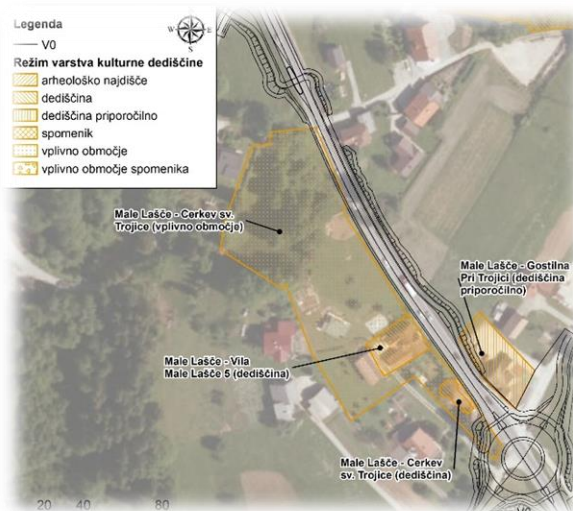 Legenda
N
W
E
S
V0
Režim varstva kulturne dediščine
arheološko najdišče
dediščina
dediščina priporočilno
spomenik
vplivno območje
vplivno območje spomenika
Male Lašče - Cerkev sv.
Trojice (vplivno območje)
Male Lašče - Gostilna
Pri Trojici (dediščina
priporočilno)
Male Lašče - Vila
Male Lašče 5 (dediščina)
Male Lašče - Cerkev
sv. Trojice (dediščina)
V0
20 40 80